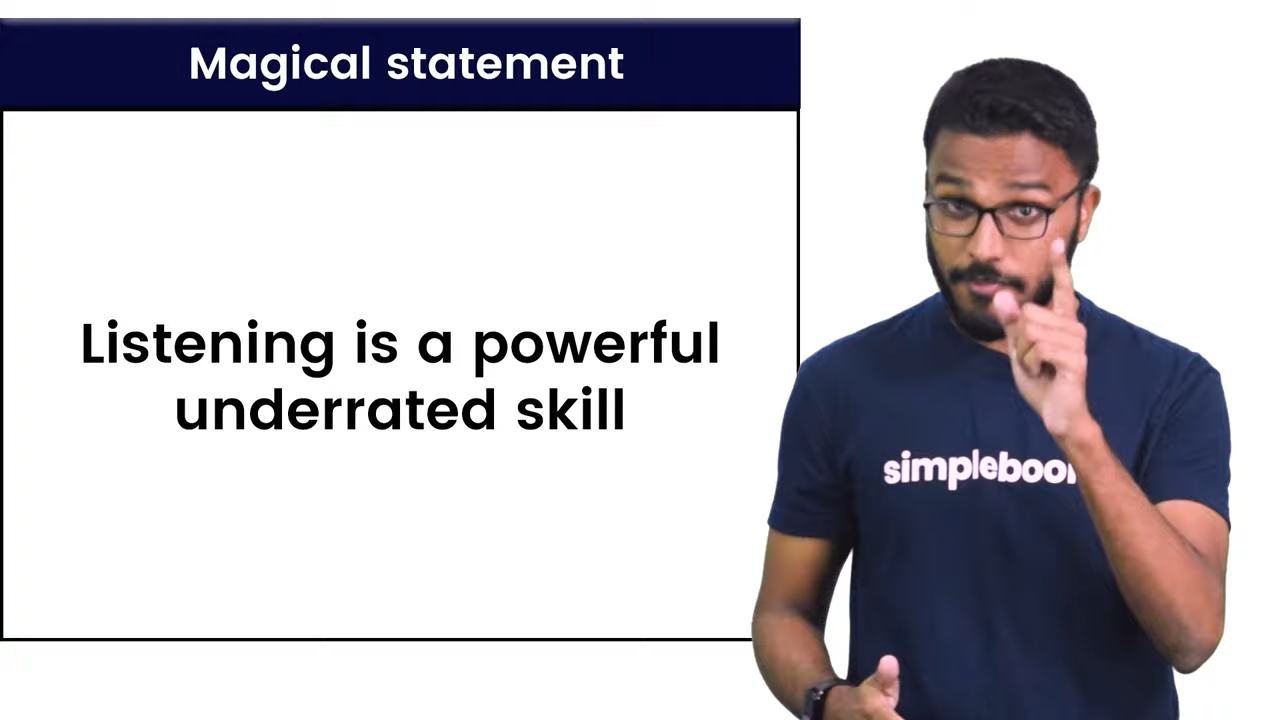 Magical statement
Listening is a powerful
underrated skill